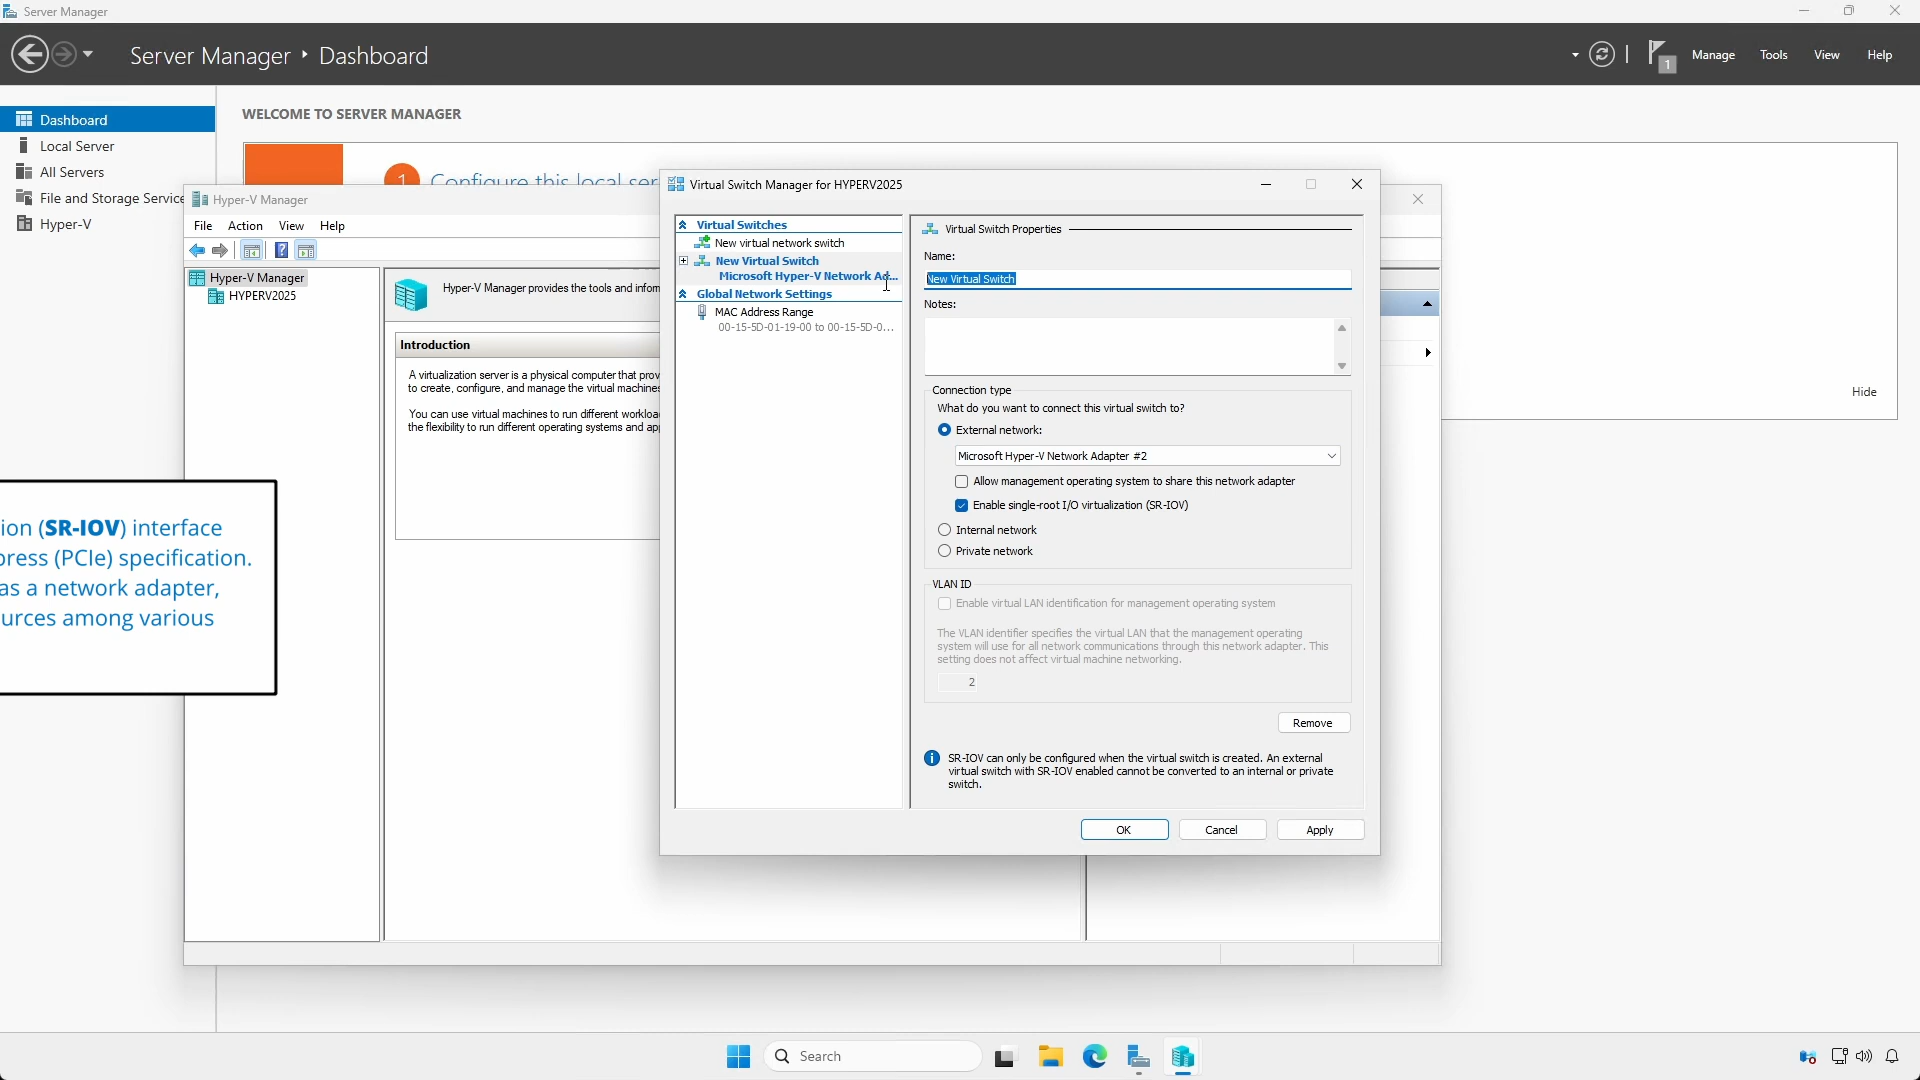 Server Manager
Server Manager ‣ Dashboard
1
Manage
Tools
View
Help
Dashboard
Local Server
All Servers
File and Storage Service
Hyper-V
WELCOME TO SERVER MANAGER
1 Configure this local ser
Hide
Hyper-V Manager
File Action View Help
Hyper-V Manager
HYPERV2025
Hyper-V Manager provides the tools and inform
Introduction
A virtualization server is a physical computer that prov
to create, configure, and manage the virtual machines
You can use virtual machines to run different workloa
the flexibility to run different operating systems and ap
ion (SR-IOV) interface
press (PCIe) specification.
as a network adapter,
urces among various
Virtual Switch Manager for HYPERV2025
Virtual Switches
New virtual network switch
New Virtual Switch
Microsoft Hyper-V Network Ad...
Global Network Settings
MAC Address Range
00-15-5D-01-19-00 to 00-15-5D-0...
Virtual Switch Properties
Name:
New Virtual Switch
Notes:
Connection type
What do you want to connect this virtual switch to?
External network:
Microsoft Hyper-V Network Adapter #2
Allow management operating system to share this network adapter
Enable single-root I/O virtualization (SR-IOV)
Internal network
Private network
VLAN ID
Enable virtual LAN identification for management operating system
The VLAN identifier specifies the virtual LAN that the management operating
system will use for all network communications through this network adapter. This
setting does not affect virtual machine networking.
2
Remove
SR-IOV can only be configured when the virtual switch is created. An external
virtual switch with SR-IOV enabled cannot be converted to an internal or private
switch.
OK
Cancel
Apply
Search